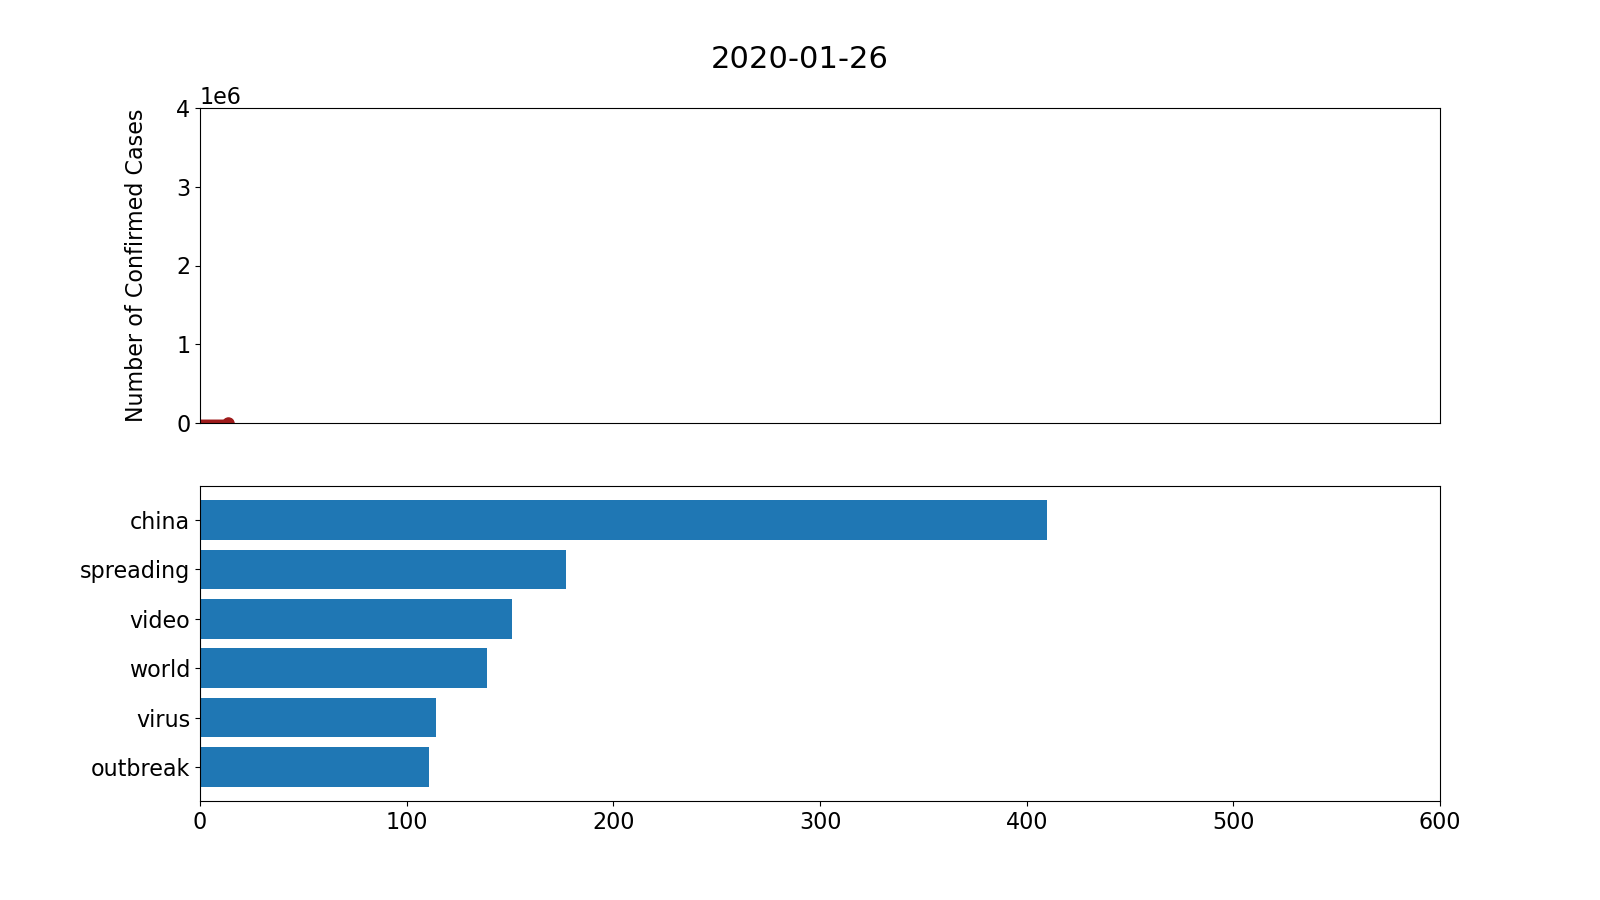 2020-01-26
1e6
4
3
2
1
0
Number of Confirmed Cases
china
spreading
video
world
virus
outbreak
0 100 200 300 400 500 600